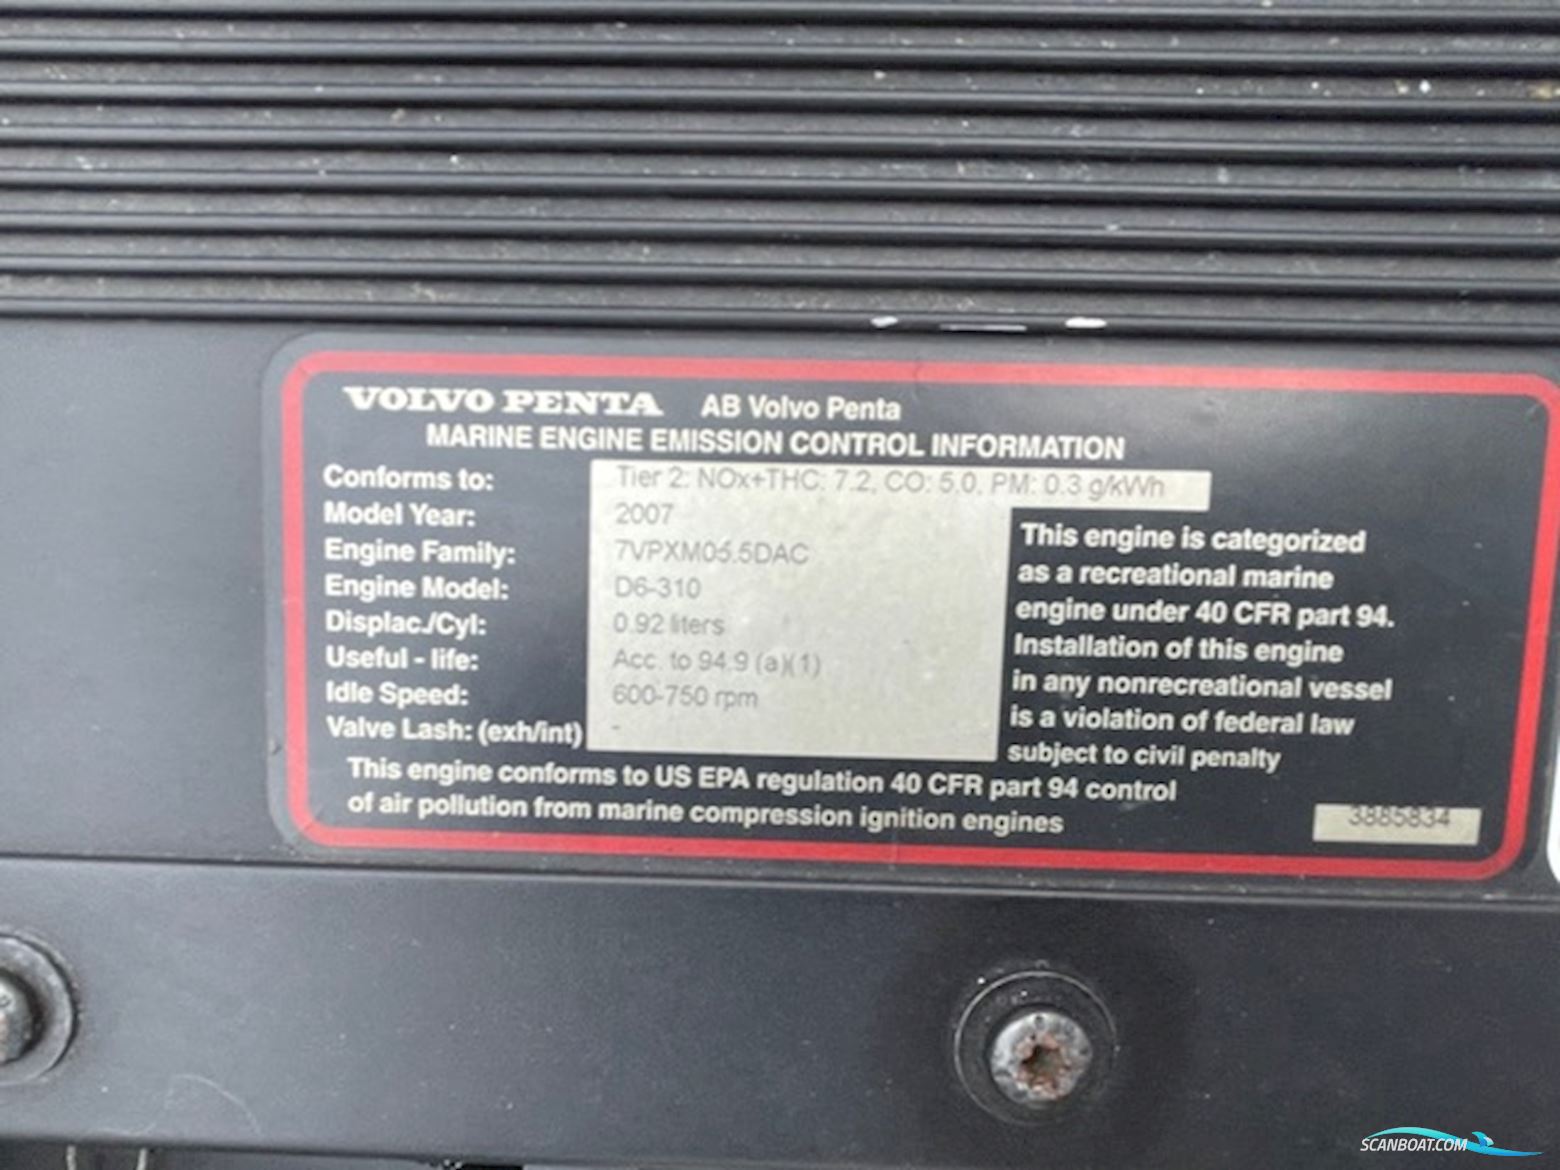 VOLVO PENTA AB Volvo Penta
MARINE ENGINE EMISSION CONTROL INFORMATION
Conforms to: Tier 2: NOx+THC: 7.2, CO: 5.0, PM: 0.3 g/kWh
Model Year: 2007
Engine Family: 7VPXM05.5DAC
Engine Model: D6-310
Displac./Cyl: 0.92 liters
Useful - life: Acc. to 94.9 (a)(1)
Idle Speed: 600-750 rpm
Valve Lash: (exh/int) -
This engine is categorized
as a recreational marine
engine under 40 CFR part 94.
Installation of this engine
in any nonrecreational vessel
is a violation of federal law
subject to civil penalty
This engine conforms to US EPA regulation 40 CFR part 94 control
of air pollution from marine compression ignition engines
3885834
SCANBOAT.COM